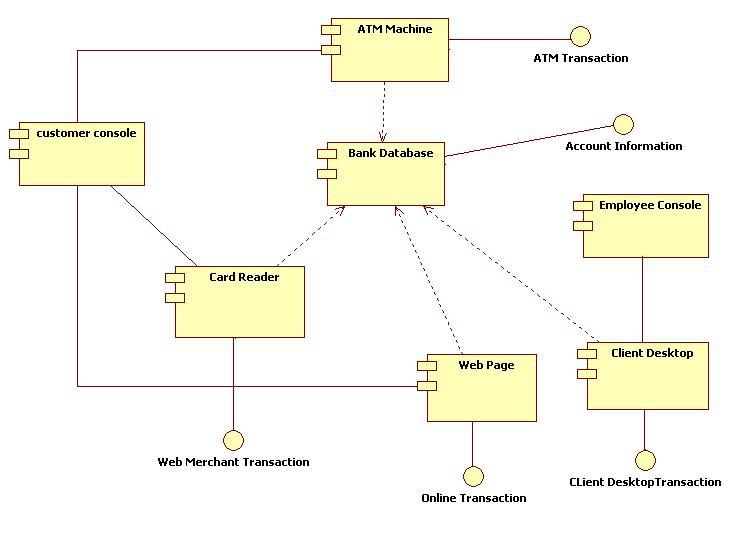 ATM Machine
ATM Transaction
customer console
Bank Database
Account Information
Employee Console
Card Reader
Web Page
Client Desktop
Web Merchant Transaction
Online Transaction
CLient DesktopTransaction